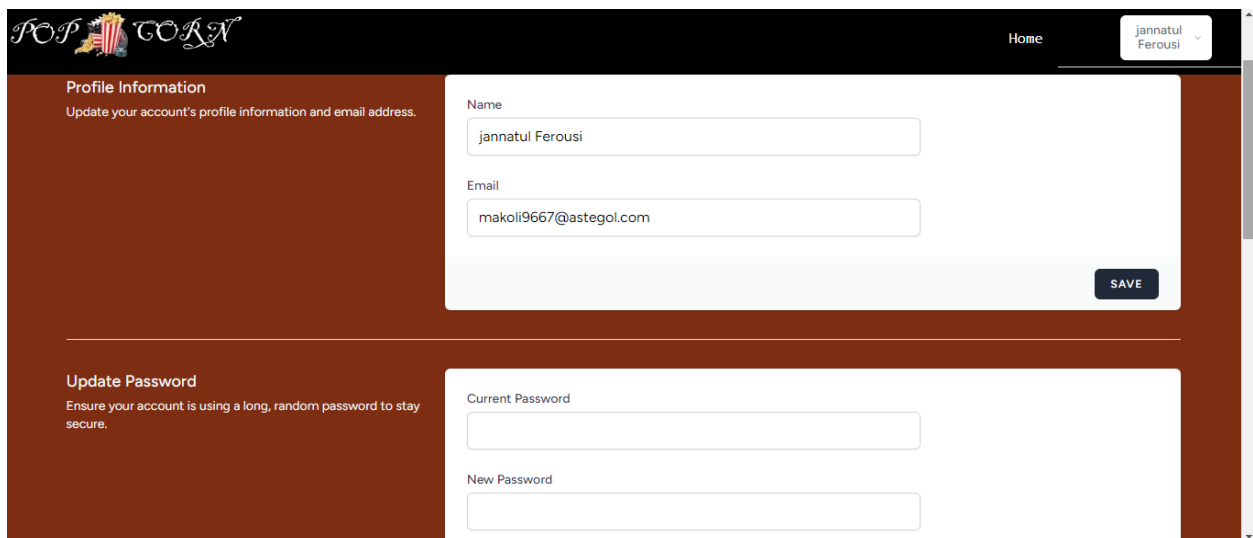 POP CORN
Home
jannatul
Ferousi
Profile Information
Update your account's profile information and email address.
Name
jannatul Ferousi
Email
makoli9667@astegol.com
SAVE
Update Password
Ensure your account is using a long, random password to stay
secure.
Current Password
New Password